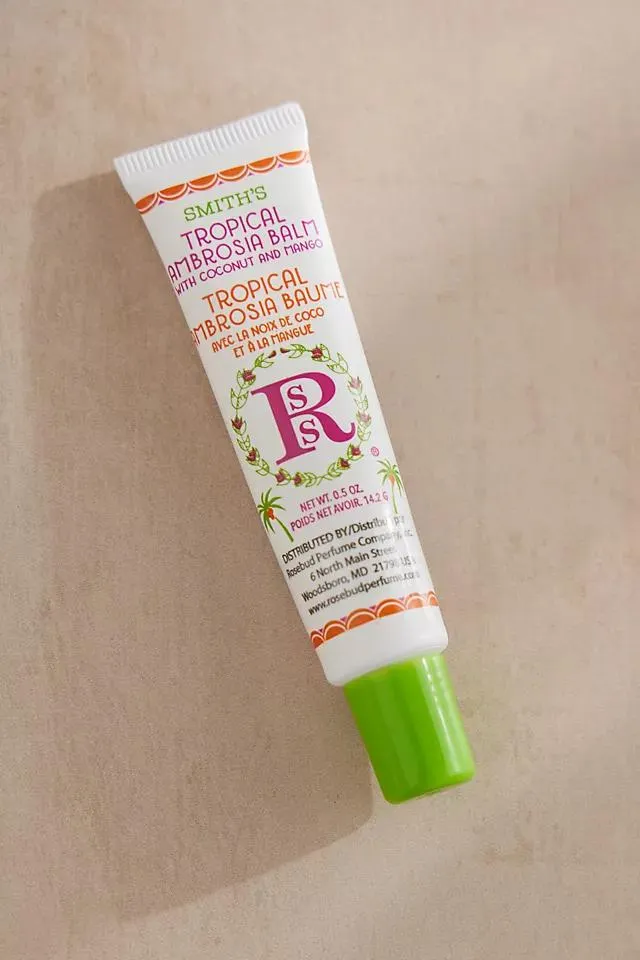 SMITH'S
TROPICAL
AMBROSIA BALM
WITH COCONUT AND MANGO
TROPICAL
AMBROSIA BAUME
AVEC LA NOIX DE COCO
ET À LA MANGUE
R
S
S
®
NET WT. 0.5 OZ.
POIDS NET AVOIR. 14.2 G
DISTRIBUTED BY/Distribué par
Rosebud Perfume Company, Inc.
6 North Main Street
Woodsboro, MD 21798 USA
www.rosebudperfume.com